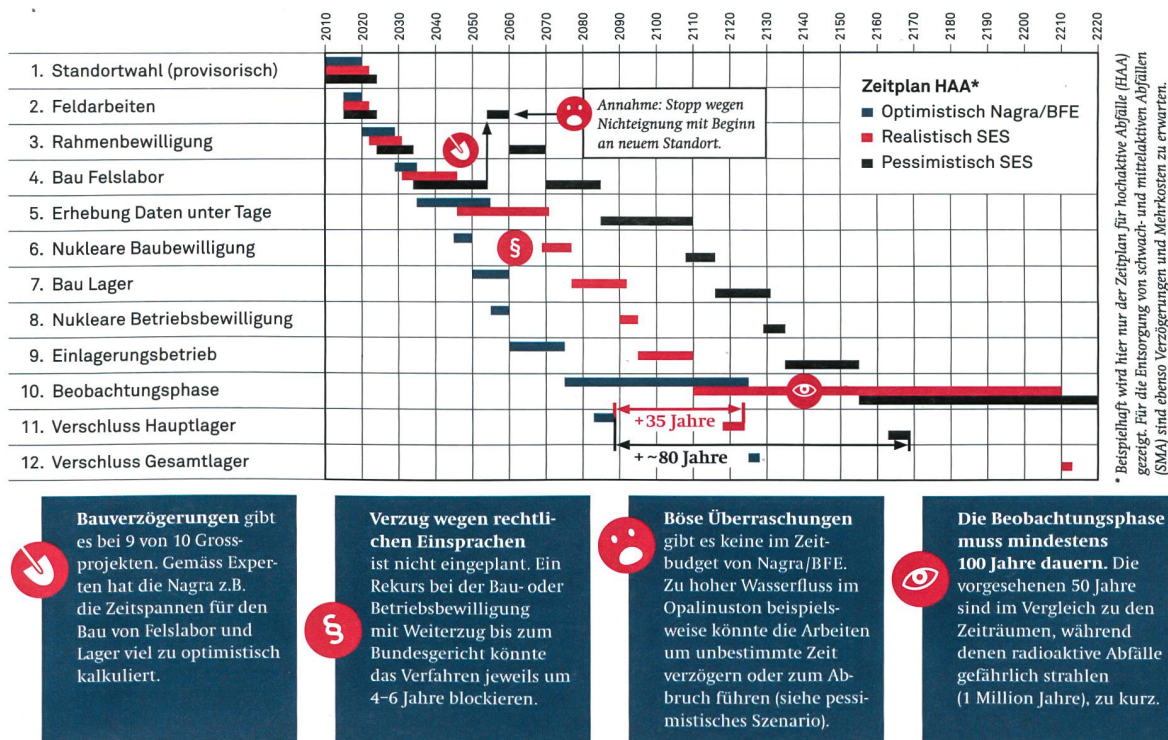 2010 2020 2030 2040 2050 2060 2070 2080 2090 2100 2110 2120 2130 2140 2150 2160 2170 2180 2190 2200 2210 2220
1. Standortwahl (provisorisch)
2. Feldarbeiten
3. Rahmenbewilligung
4. Bau Felslabor
5. Erhebung Daten unter Tage
6. Nukleare Baubewilligung
7. Bau Lager
8. Nukleare Betriebsbewilligung
9. Einlagerungsbetrieb
10. Beobachtungsphase
11. Verschluss Hauptlager
12. Verschluss Gesamtlager
Annahme: Stopp wegen
Nichteignung mit Beginn
an neuem Standort.
Zeitplan HAA*
Optimistisch Nagra/BFE
Realistisch SES
Pessimistisch SES
§
+35 Jahre
+ ~80 Jahre
* Beispielhaft wird hier nur der Zeitplan für hochaktive Abfälle (HAA)
gezeigt. Für die Entsorgung von schwach- und mittelaktiven Abfällen
(SMA) sind ebenso Verzögerungen und Mehrkosten zu erwarten.
Bauverzögerungen gibt
es bei 9 von 10 Gross-
projekten. Gemäss Exper-
ten hat die Nagra z.B.
die Zeitspannen für den
Bau von Felslabor und
Lager viel zu optimistisch
kalkuliert.
§
Verzug wegen rechtli-
chen Einsprachen
ist nicht eingeplant. Ein
Rekurs bei der Bau- oder
Betriebsbewilligung
mit Weiterzug bis zum
Bundesgericht könnte
das Verfahren jeweils um
4–6 Jahre blockieren.
Böse Überraschungen
gibt es keine im Zeit-
budget von Nagra/BFE.
Zu hoher Wasserfluss im
Opalinuston beispiels-
weise könnte die Arbeiten
um unbestimmte Zeit
verzögern oder zum Ab-
bruch führen (siehe pessi-
mistisches Szenario).
Die Beobachtungsphase
muss mindestens
100 Jahre dauern. Die
vorgesehenen 50 Jahre
sind im Vergleich zu den
Zeiträumen, während
denen radioaktive Abfälle
gefährlich strahlen
(1 Million Jahre), zu kurz.